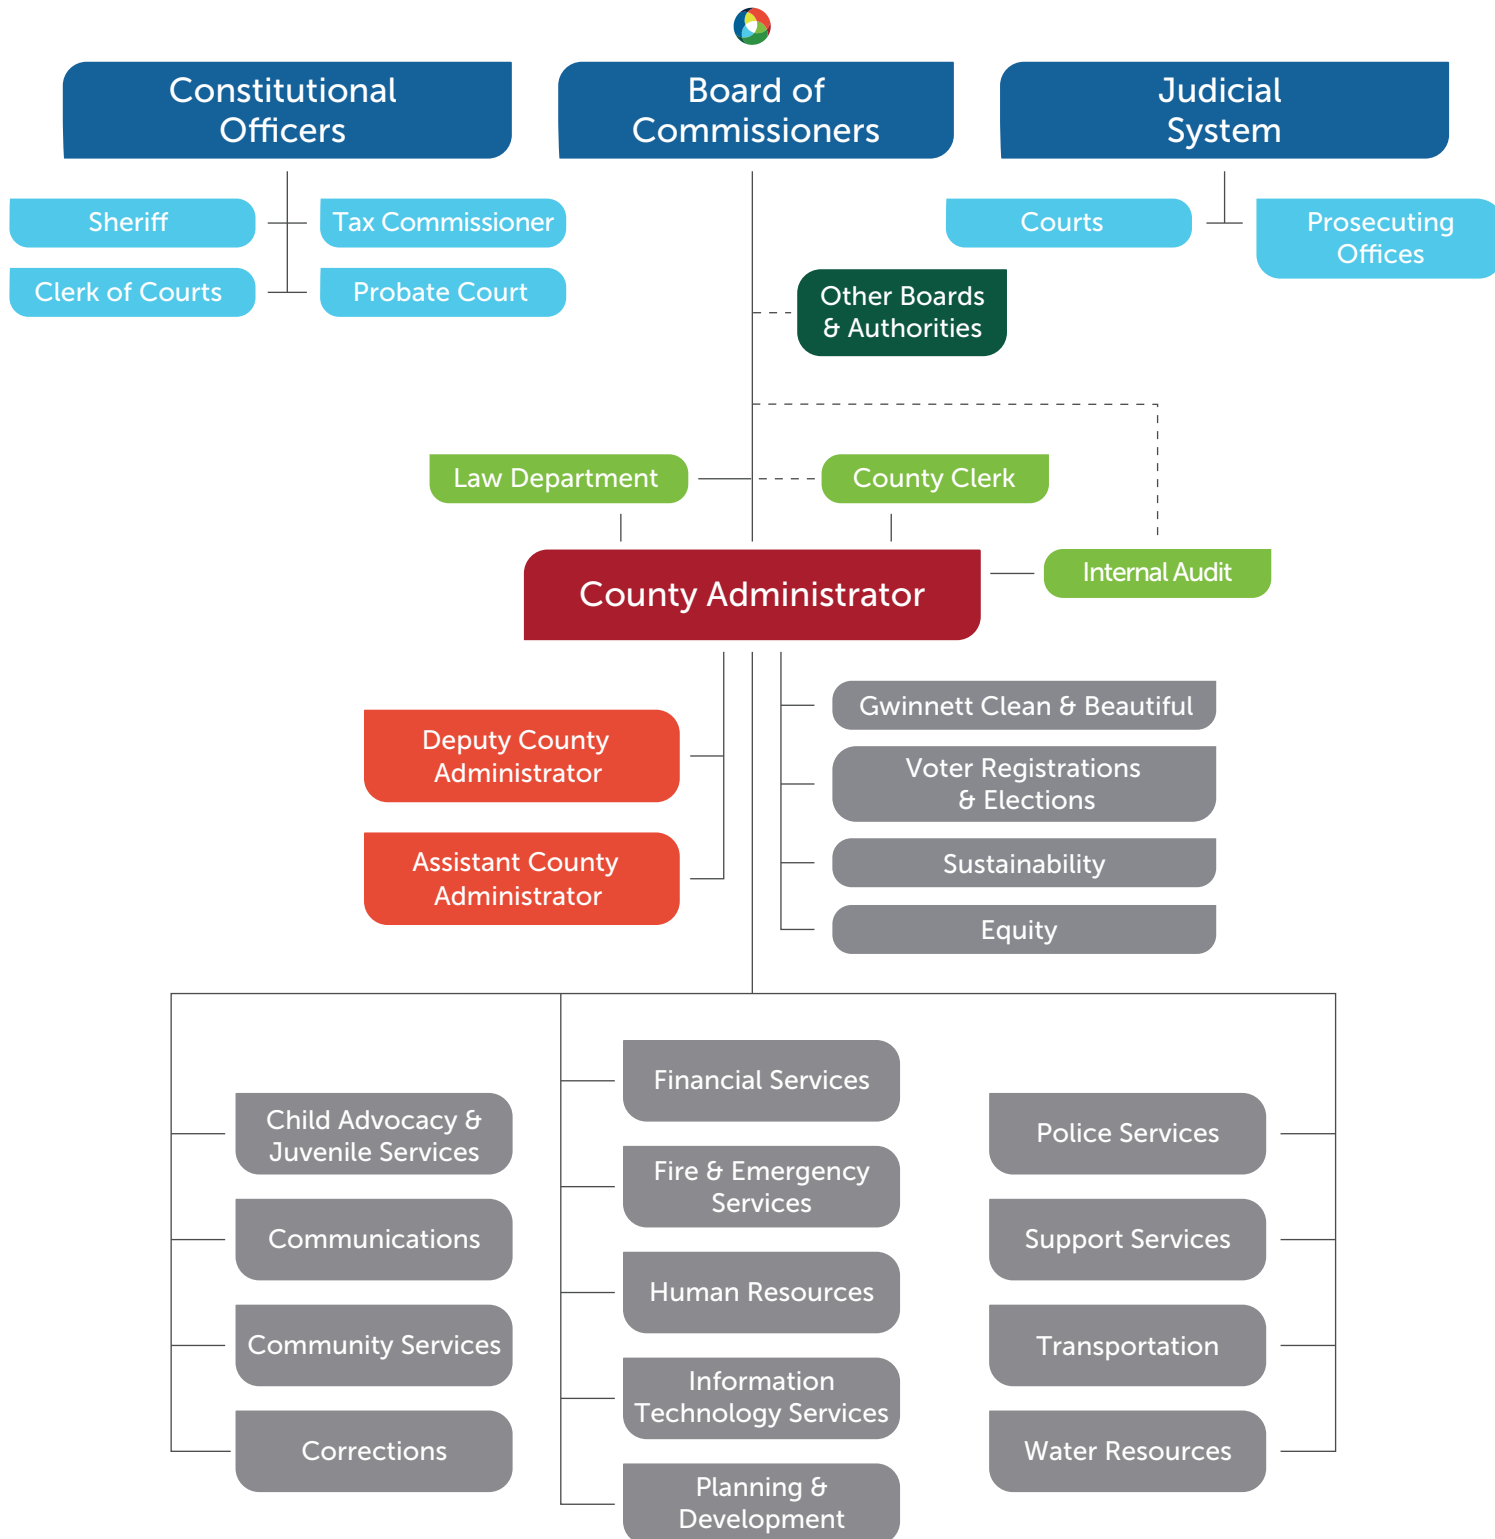 Constitutional
Officers
Board of
Commissioners
Judicial
System
Sheriff
Tax Commissioner
Clerk of Courts
Probate Court
Courts
Prosecuting
Offices
Other Boards
& Authorities
Law Department
County Clerk
County Administrator
Internal Audit
Deputy County
Administrator
Assistant County
Administrator
Gwinnett Clean & Beautiful
Voter Registrations
& Elections
Sustainability
Equity
Child Advocacy &
Juvenile Services
Communications
Community Services
Corrections
Financial Services
Fire & Emergency
Services
Human Resources
Information
Technology Services
Planning &
Development
Police Services
Support Services
Transportation
Water Resources